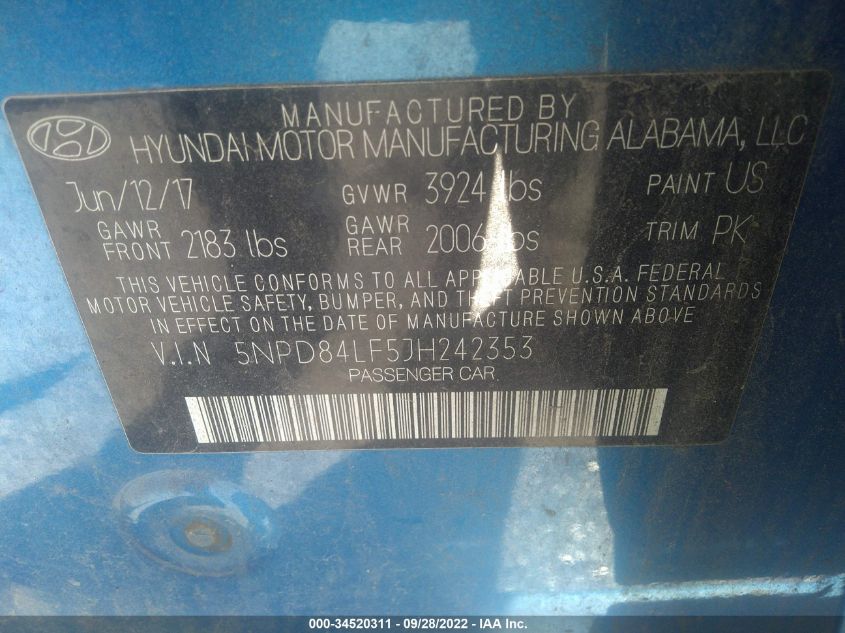 MANUFACTURED BY
HYUNDAI MOTOR MANUFACTURING ALABAMA, LLC
Jun/12/17 GVWR 3924 lbs PAINT US
GAWR FRONT 2183 lbs GAWR REAR 2006 lbs TRIM PK
THIS VEHICLE CONFORMS TO ALL APPLICABLE U.S.A. FEDERAL
MOTOR VEHICLE SAFETY, BUMPER, AND THEFT PREVENTION STANDARDS
IN EFFECT ON THE DATE OF MANUFACTURE SHOWN ABOVE
V.I.N 5NPD84LF5JH242353
PASSENGER CAR
000-34520311 - 09/28/2022 - IAA Inc.